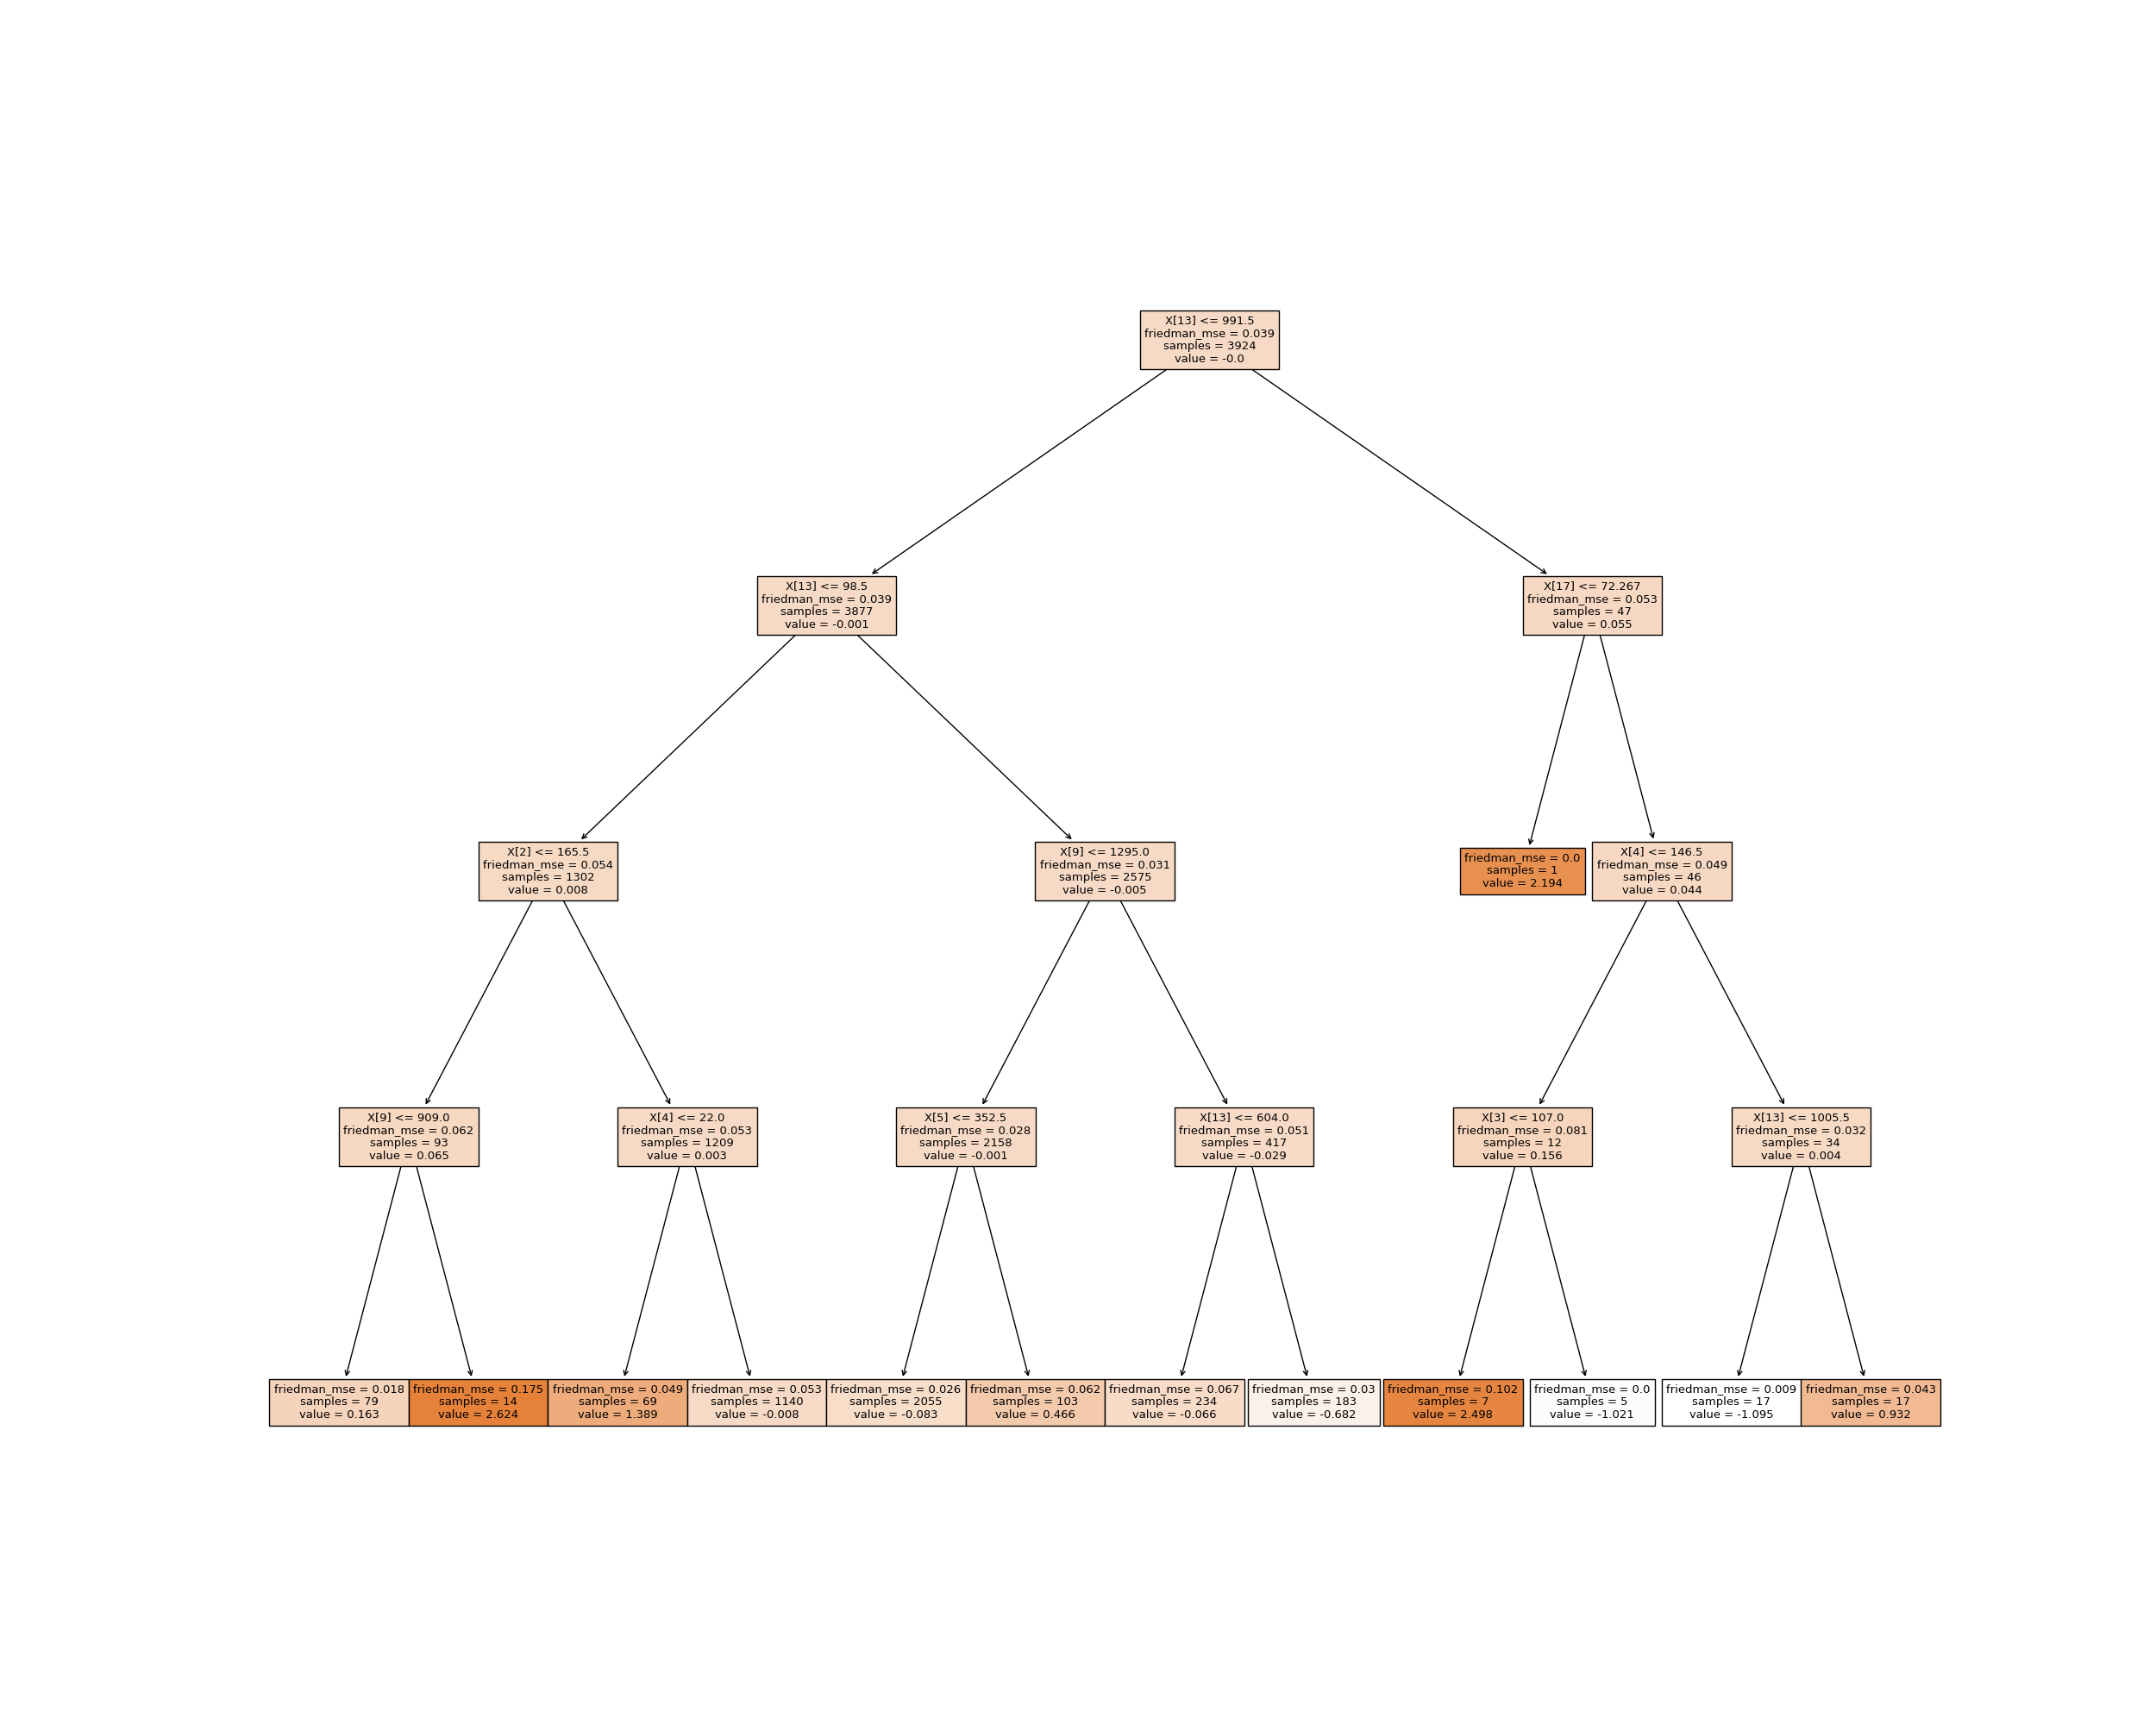 X[13] <= 991.5
friedman_mse = 0.039
samples = 3924
value = -0.0
X[13] <= 98.5
friedman_mse = 0.039
samples = 3877
value = -0.001
X[17] <= 72.267
friedman_mse = 0.053
samples = 47
value = 0.055
X[2] <= 165.5
friedman_mse = 0.054
samples = 1302
value = 0.008
X[9] <= 1295.0
friedman_mse = 0.031
samples = 2575
value = -0.005
friedman_mse = 0.0
samples = 1
value = 2.194
X[4] <= 146.5
friedman_mse = 0.049
samples = 46
value = 0.044
X[9] <= 909.0
friedman_mse = 0.062
samples = 93
value = 0.065
X[4] <= 22.0
friedman_mse = 0.053
samples = 1209
value = 0.003
X[5] <= 352.5
friedman_mse = 0.028
samples = 2158
value = -0.001
X[13] <= 604.0
friedman_mse = 0.051
samples = 417
value = -0.029
X[3] <= 107.0
friedman_mse = 0.081
samples = 12
value = 0.156
X[13] <= 1005.5
friedman_mse = 0.032
samples = 34
value = 0.004
friedman_mse = 0.018
samples = 79
value = 0.163
friedman_mse = 0.175
samples = 14
value = 2.624
friedman_mse = 0.049
samples = 69
value = 1.389
friedman_mse = 0.053
samples = 1140
value = -0.008
friedman_mse = 0.026
samples = 2055
value = -0.083
friedman_mse = 0.062
samples = 103
value = 0.466
friedman_mse = 0.067
samples = 234
value = -0.066
friedman_mse = 0.03
samples = 183
value = -0.682
friedman_mse = 0.102
samples = 7
value = 2.498
friedman_mse = 0.0
samples = 5
value = -1.021
friedman_mse = 0.009
samples = 17
value = -1.095
friedman_mse = 0.043
samples = 17
value = 0.932